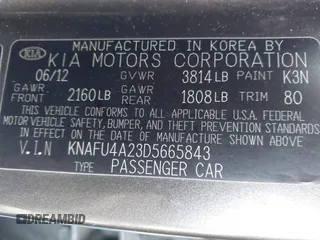 MANUFACTURED IN KOREA BY
KIA KIA MOTORS CORPORATION
06/12 GVWR 3814LB PAINT K3N
GAWR FRONT 2160LB GAWR REAR 1808LB TRIM 80
THIS VEHICLE CONFORMS TO ALL APPLICABLE U.S.A. FEDERAL
MOTOR VEHICLE SAFETY, BUMPER, AND THEFT PREVENTION STANDARDS
IN EFFECT ON THE DATE OF MANUFACTURE SHOWN ABOVE.
V.I.N KNAFU4A23D5665843
TYPE PASSENGER CAR
AUTOBIDMASTER